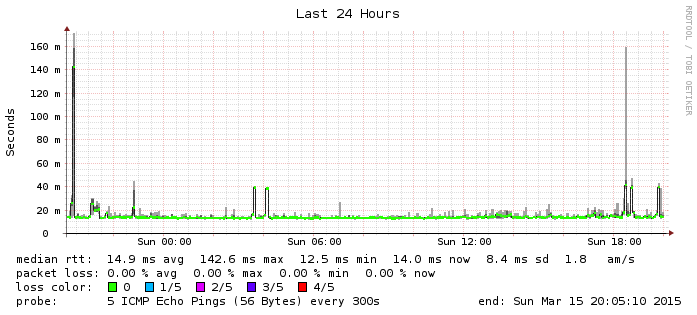 Last 24 Hours
RRDTOOL / TOBI OETIKER
Seconds
160 m
140 m
120 m
100 m
80 m
60 m
40 m
20 m
0
Sun 00:00 Sun 06:00 Sun 12:00 Sun 18:00
median rtt: 14.9 ms avg 142.6 ms max 12.5 ms min 14.0 ms now 8.4 ms sd 1.8 am/s
packet loss: 0.00 % avg 0.00 % max 0.00 % min 0.00 % now
loss color: 0 1/5 2/5 3/5 4/5
probe: 5 ICMP Echo Pings (56 Bytes) every 300s end: Sun Mar 15 20:05:10 2015